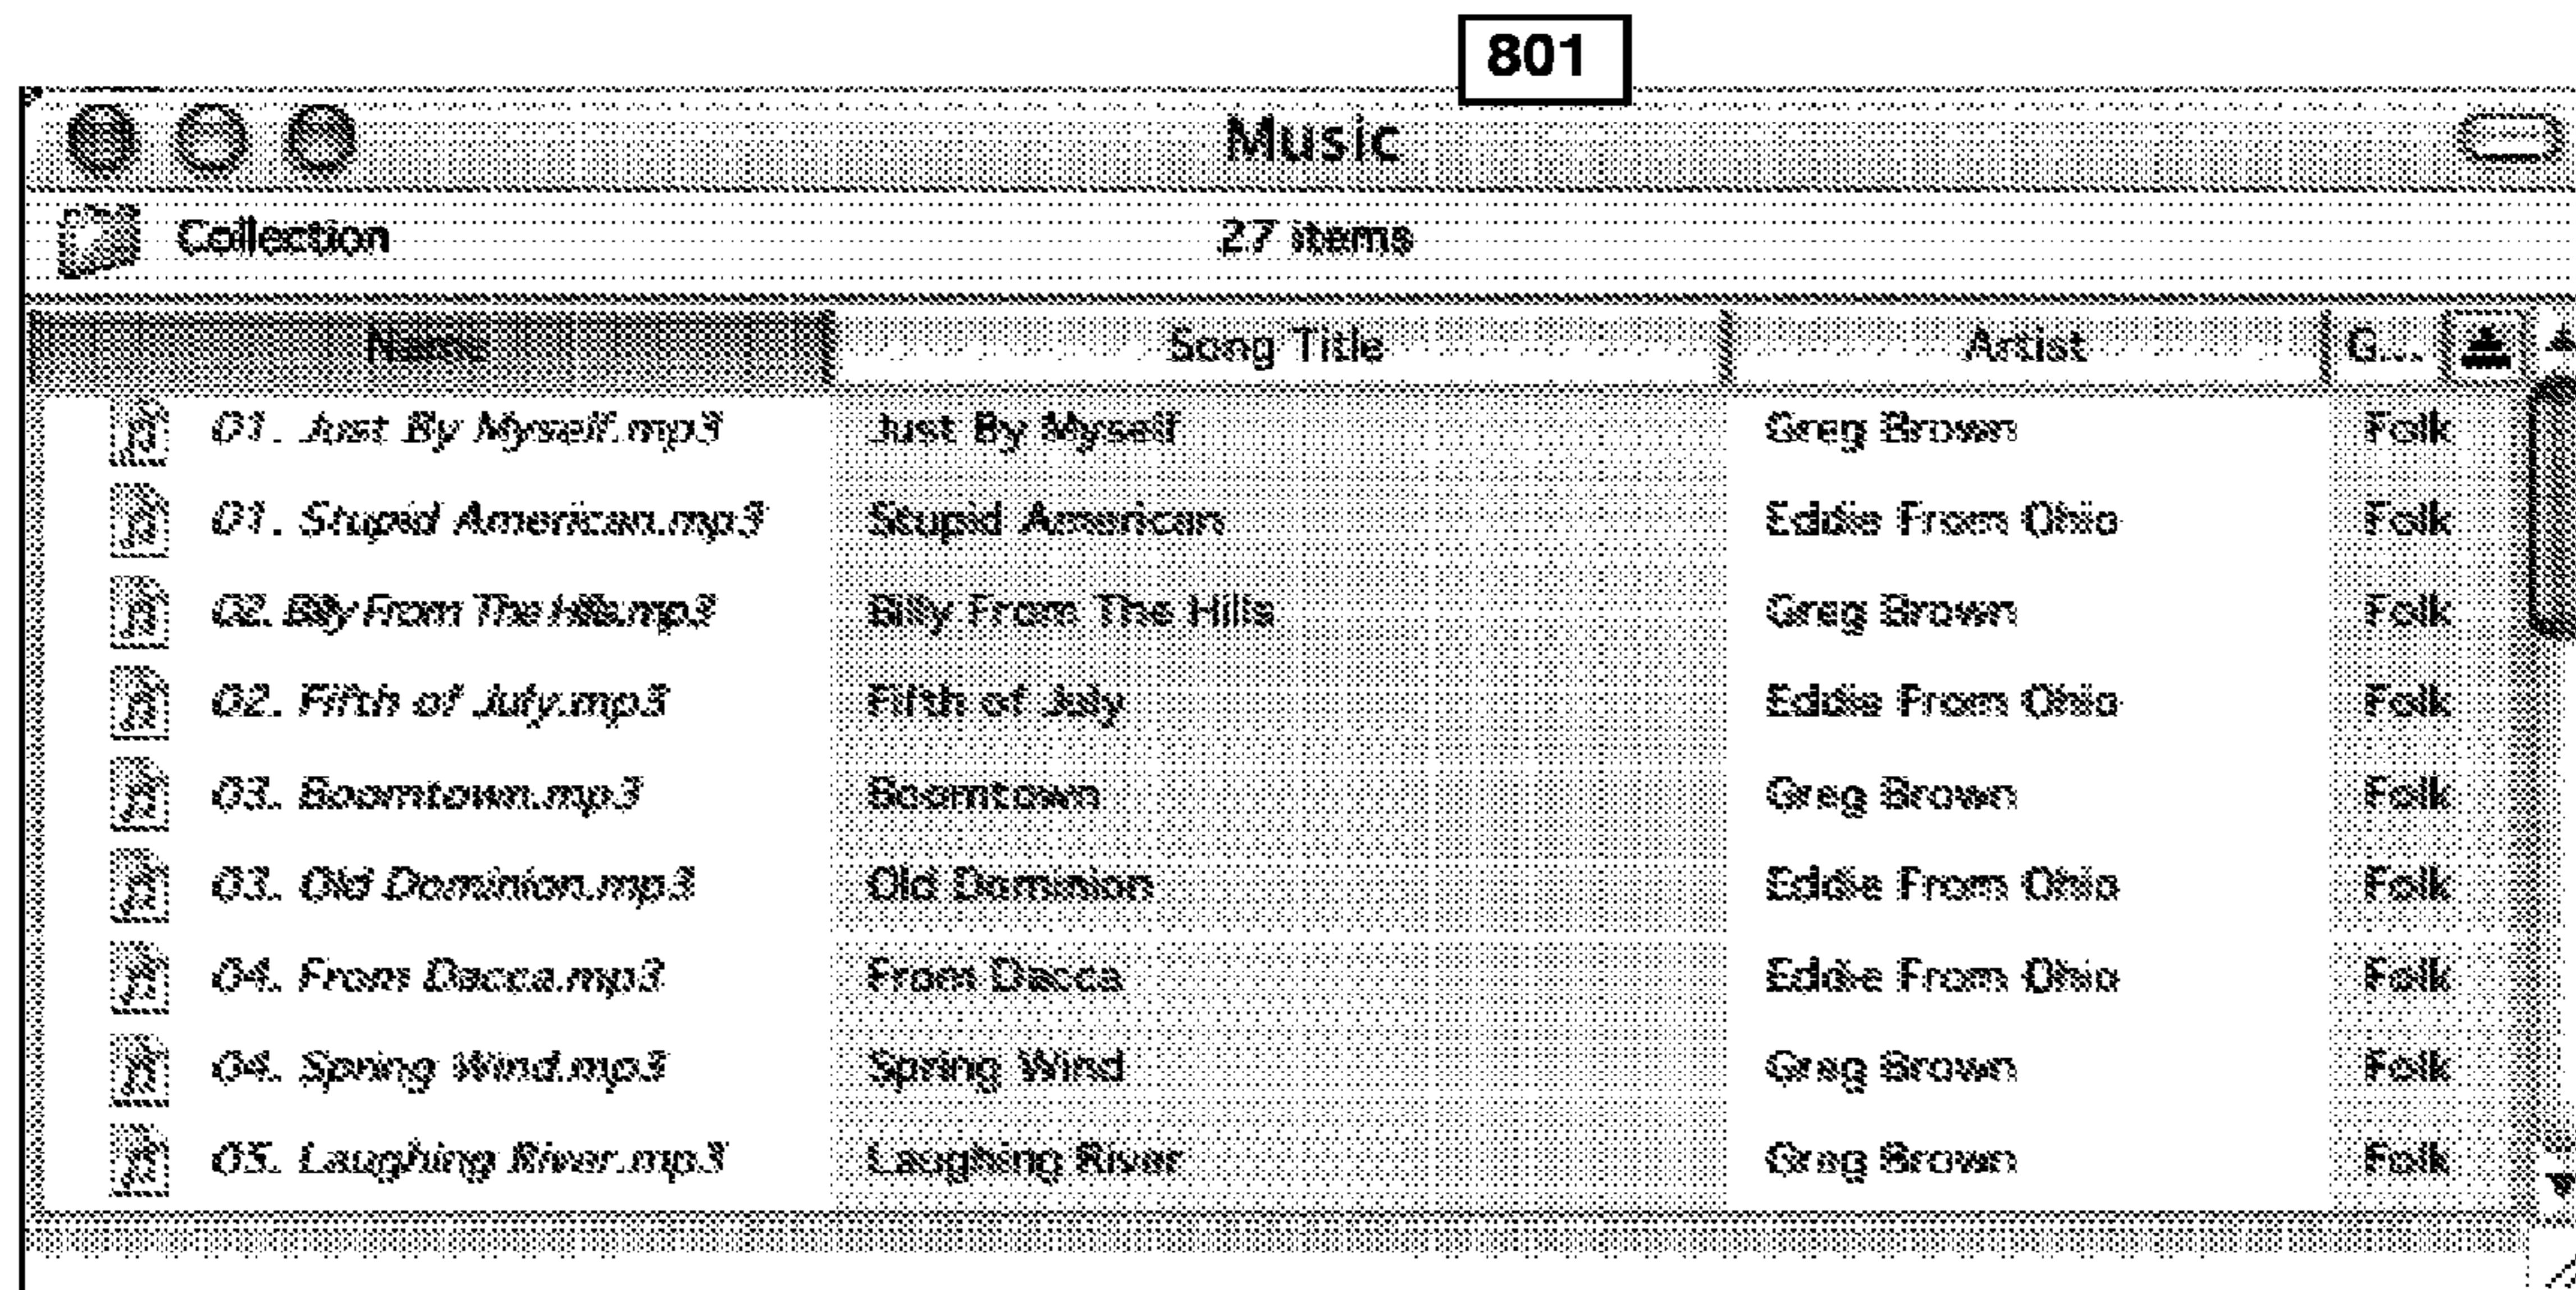 801
Music
Collection 27 items
Name Song Title Artist G...
01. Just By Myself.mp3 Just By Myself Greg Brown Folk
01. Stupid American.mp3 Stupid American Eddie From Ohio Folk
02. Billy From The Hills.mp3 Billy From The Hills Greg Brown Folk
02. Fifth of July.mp3 Fifth of July Eddie From Ohio Folk
03. Boomtown.mp3 Boomtown Greg Brown Folk
03. Old Dominion.mp3 Old Dominion Eddie From Ohio Folk
04. From Dacca.mp3 From Dacca Eddie From Ohio Folk
04. Spring Wind.mp3 Spring Wind Greg Brown Folk
05. Laughing River.mp3 Laughing River Greg Brown Folk